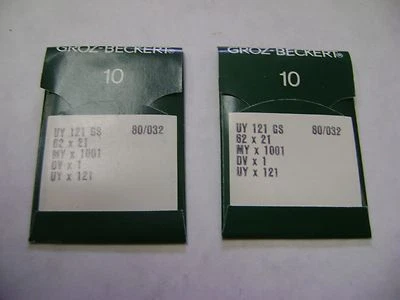 GROZ-BECKERT®
10
UY 121 GS 80/032
62 x 21
MY x 1001
DV x 1
UY x 121
GROZ-BECKERT®
10
UY 121 GS 80/032
62 x 21
MY x 1001
DV x 1
UY x 121